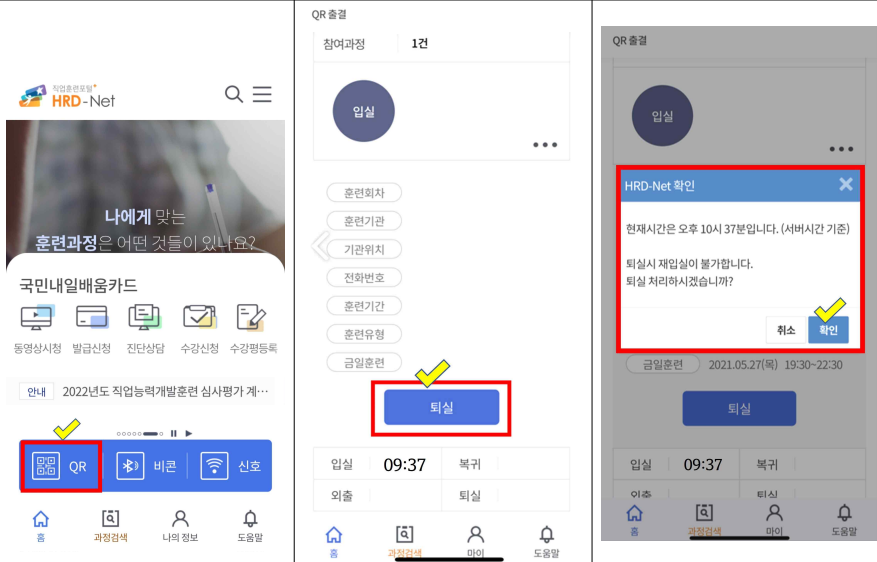 직업훈련포털
HRD-Net
나에게 맞는
훈련과정은 어떤 것들이 있나요?
국민내일배움카드
동영상시청 발급신청 진단상담 수강신청 수강평등록
안내 2022년도 직업능력개발훈련 심사평가 계…
QR 비콘 신호
홈 과정검색 나의 정보 도움말
QR 출결
참여과정 1건
입실
훈련회차
훈련기관
기관위치
전화번호
훈련기간
훈련유형
금일훈련
퇴실
입실 09:37 복귀
외출 퇴실
홈 과정검색 마이 도움말
QR 출결
입실
HRD-Net 확인
현재시간은 오후 10시 37분입니다. (서버시간 기준)
퇴실시 재입실이 불가합니다.
퇴실 처리하시겠습니까?
취소 확인
금일훈련 2021.05.27(목) 19:30~22:30
퇴실
입실 09:37 복귀
외출 퇴실
홈 과정검색 마이 도움말